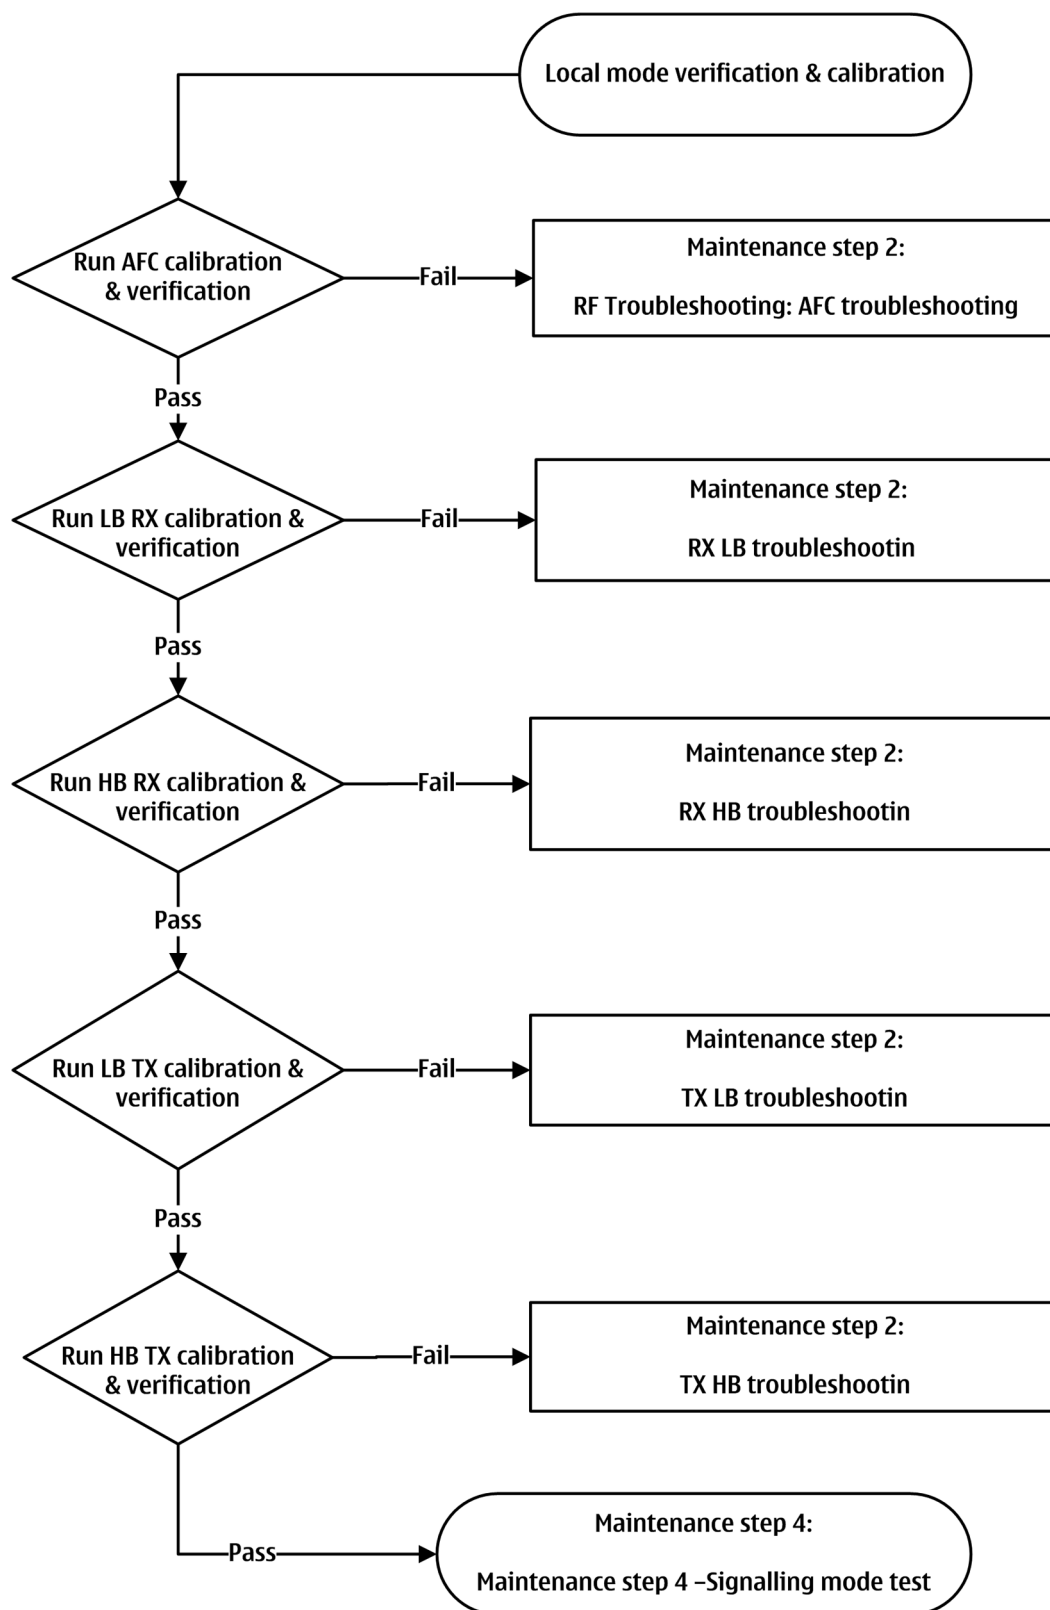 Local mode verification & calibration
Run AFC calibration
& verification
Fail
Maintenance step 2:
RF Troubleshooting: AFC troubleshooting
Pass
Run LB RX calibration &
verification
Fail
Maintenance step 2:
RX LB troubleshootin
Pass
Run HB RX calibration &
verification
Fail
Maintenance step 2:
RX HB troubleshootin
Pass
Run LB TX calibration &
verification
Fail
Maintenance step 2:
TX LB troubleshootin
Pass
Run HB TX calibration
& verification
Fail
Maintenance step 2:
TX HB troubleshootin
Pass
Maintenance step 4:
Maintenance step 4 –Signalling mode test